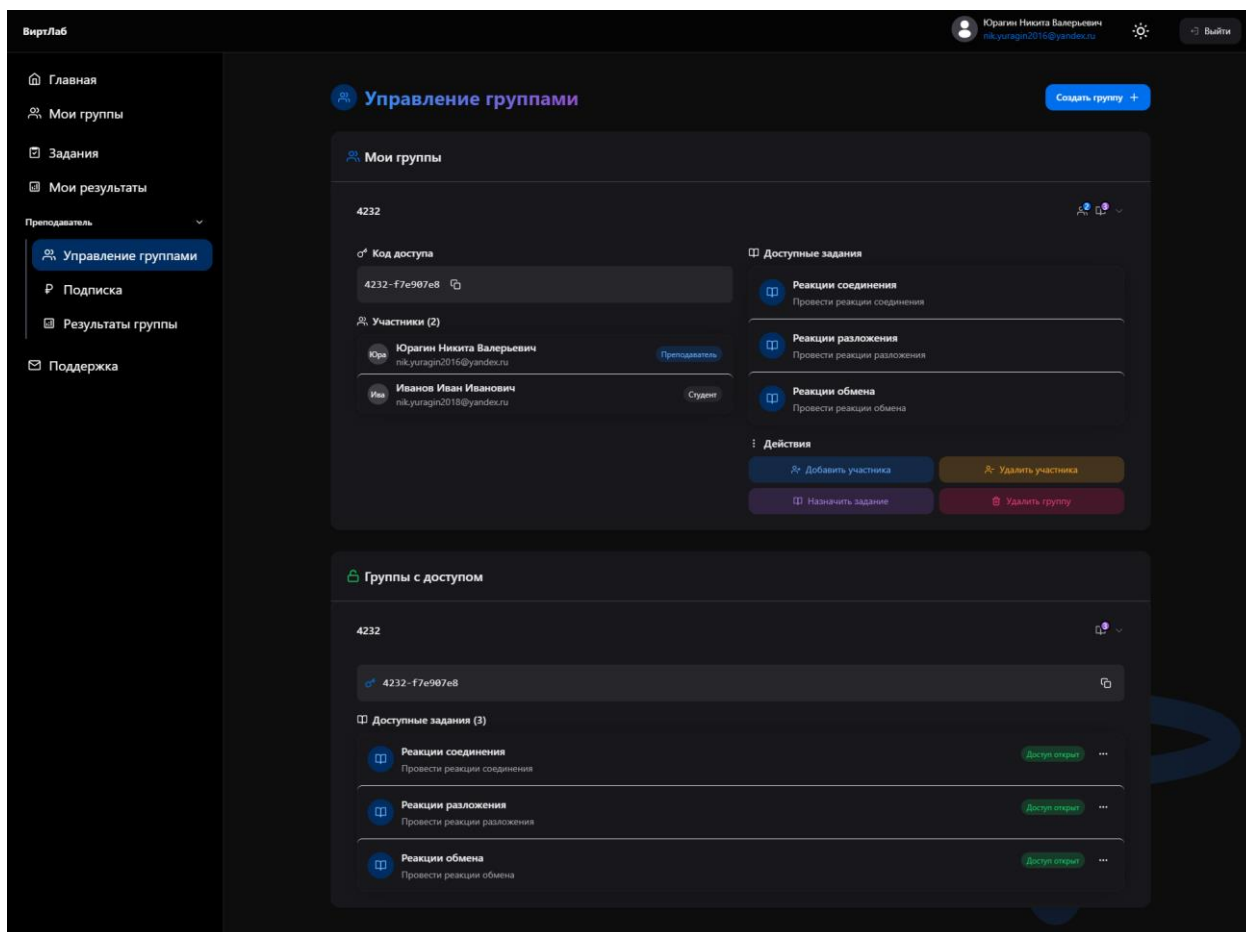 ВиртЛаб
Юрагин Никита Валерьевич
nik.yuragin2016@yandex.ru
Выйти
Главная
Мои группы
Задания
Мои результаты
Преподаватель
Управление группами
₽ Подписка
Результаты группы
Поддержка
Управление группами
Создать группу +
Мои группы
4232
2
3
Код доступа
4232-f7e907e8
Участники (2)
Юра
Юрагин Никита Валерьевич
nik.yuragin2016@yandex.ru
Преподаватель
Ива
Иванов Иван Иванович
nik.yuragin2018@yandex.ru
Студент
Доступные задания
Реакции соединения
Провести реакции соединения
Реакции разложения
Провести реакции разложения
Реакции обмена
Провести реакции обмена
Действия
Добавить участника
Удалить участника
Назначить задание
Удалить группу
Группы с доступом
4232
3
4232-f7e907e8
Доступные задания (3)
Реакции соединения
Провести реакции соединения
Доступ открыт
Реакции разложения
Провести реакции разложения
Доступ открыт
Реакции обмена
Провести реакции обмена
Доступ открыт